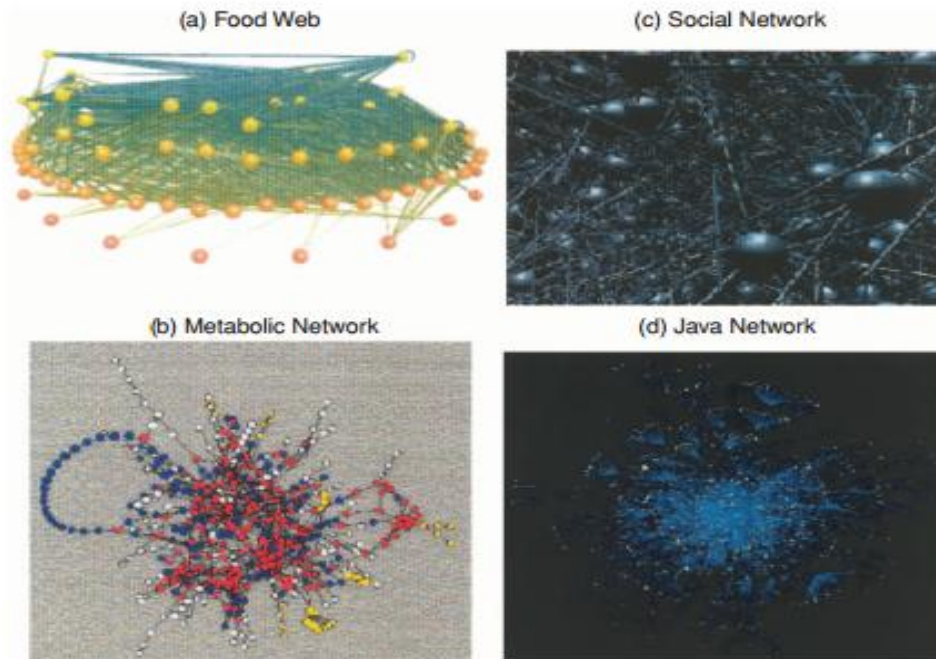 (a) Food Web
(c) Social Network
(b) Metabolic Network
(d) Java Network